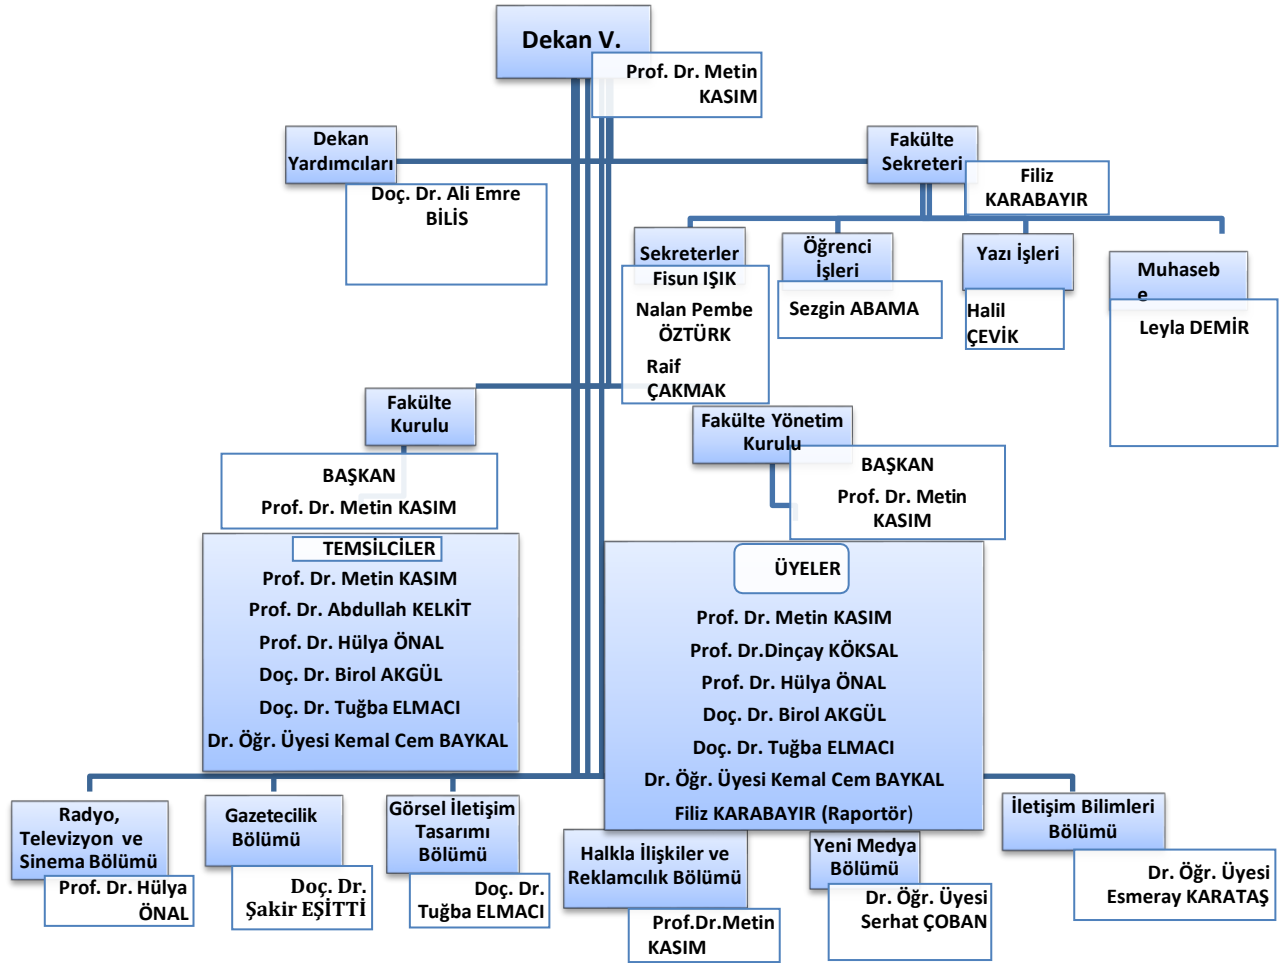 Dekan V.
Prof. Dr. Metin
KASIM
Dekan
Yardımcıları
Doç. Dr. Ali Emre
BİLİS
Fakülte
Sekreteri
Filiz
KARABAYIR
Sekreterler
Fisun IŞIK
Nalan Pembe
ÖZTÜRK
Raif
ÇAKMAK
Öğrenci
İşleri
Sezgin ABAMA
Yazı İşleri
Halil
ÇEVİK
Muhaseb
e
Leyla DEMİR
Fakülte
Kurulu
BAŞKAN
Prof. Dr. Metin KASIM
Fakülte Yönetim
Kurulu
BAŞKAN
Prof. Dr. Metin
KASIM
TEMSİLCİLER
Prof. Dr. Metin KASIM
Prof. Dr. Abdullah KELKİT
Prof. Dr. Hülya ÖNAL
Doç. Dr. Birol AKGÜL
Doç. Dr. Tuğba ELMACI
Dr. Öğr. Üyesi Kemal Cem BAYKAL
ÜYELER
Prof. Dr. Metin KASIM
Prof. Dr.Dinçay KÖKSAL
Prof. Dr. Hülya ÖNAL
Doç. Dr. Birol AKGÜL
Doç. Dr. Tuğba ELMACI
Dr. Öğr. Üyesi Kemal Cem BAYKAL
Filiz KARABAYIR (Raportör)
Radyo,
Televizyon ve
Sinema Bölümü
Prof. Dr. Hülya
ÖNAL
Gazetecilik
Bölümü
Doç. Dr.
Şakir EŞİTTİ
Görsel İletişim
Tasarımı
Bölümü
Doç. Dr.
Tuğba ELMACI
Halkla İlişkiler ve
Reklamcılık Bölümü
Prof.Dr.Metin
KASIM
Yeni Medya
Bölümü
Dr. Öğr. Üyesi
Serhat ÇOBAN
İletişim Bilimleri
Bölümü
Dr. Öğr. Üyesi
Esmeray KARATAŞ